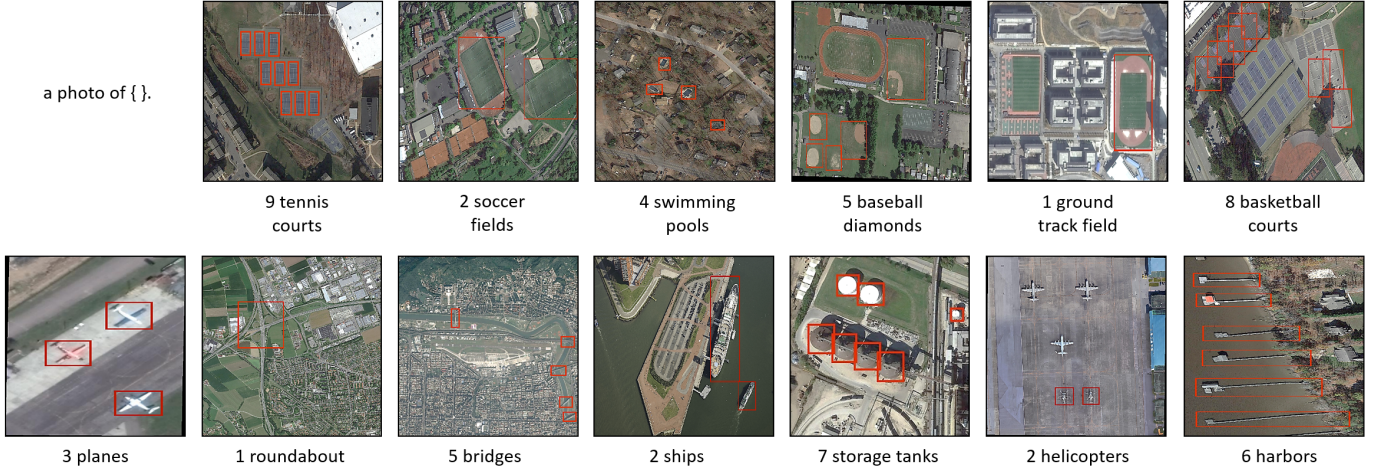 a photo of { }.
9 tennis
courts
2 soccer
fields
4 swimming
pools
5 baseball
diamonds
1 ground
track field
8 basketball
courts
3 planes
1 roundabout
5 bridges
2 ships
7 storage tanks
2 helicopters
6 harbors